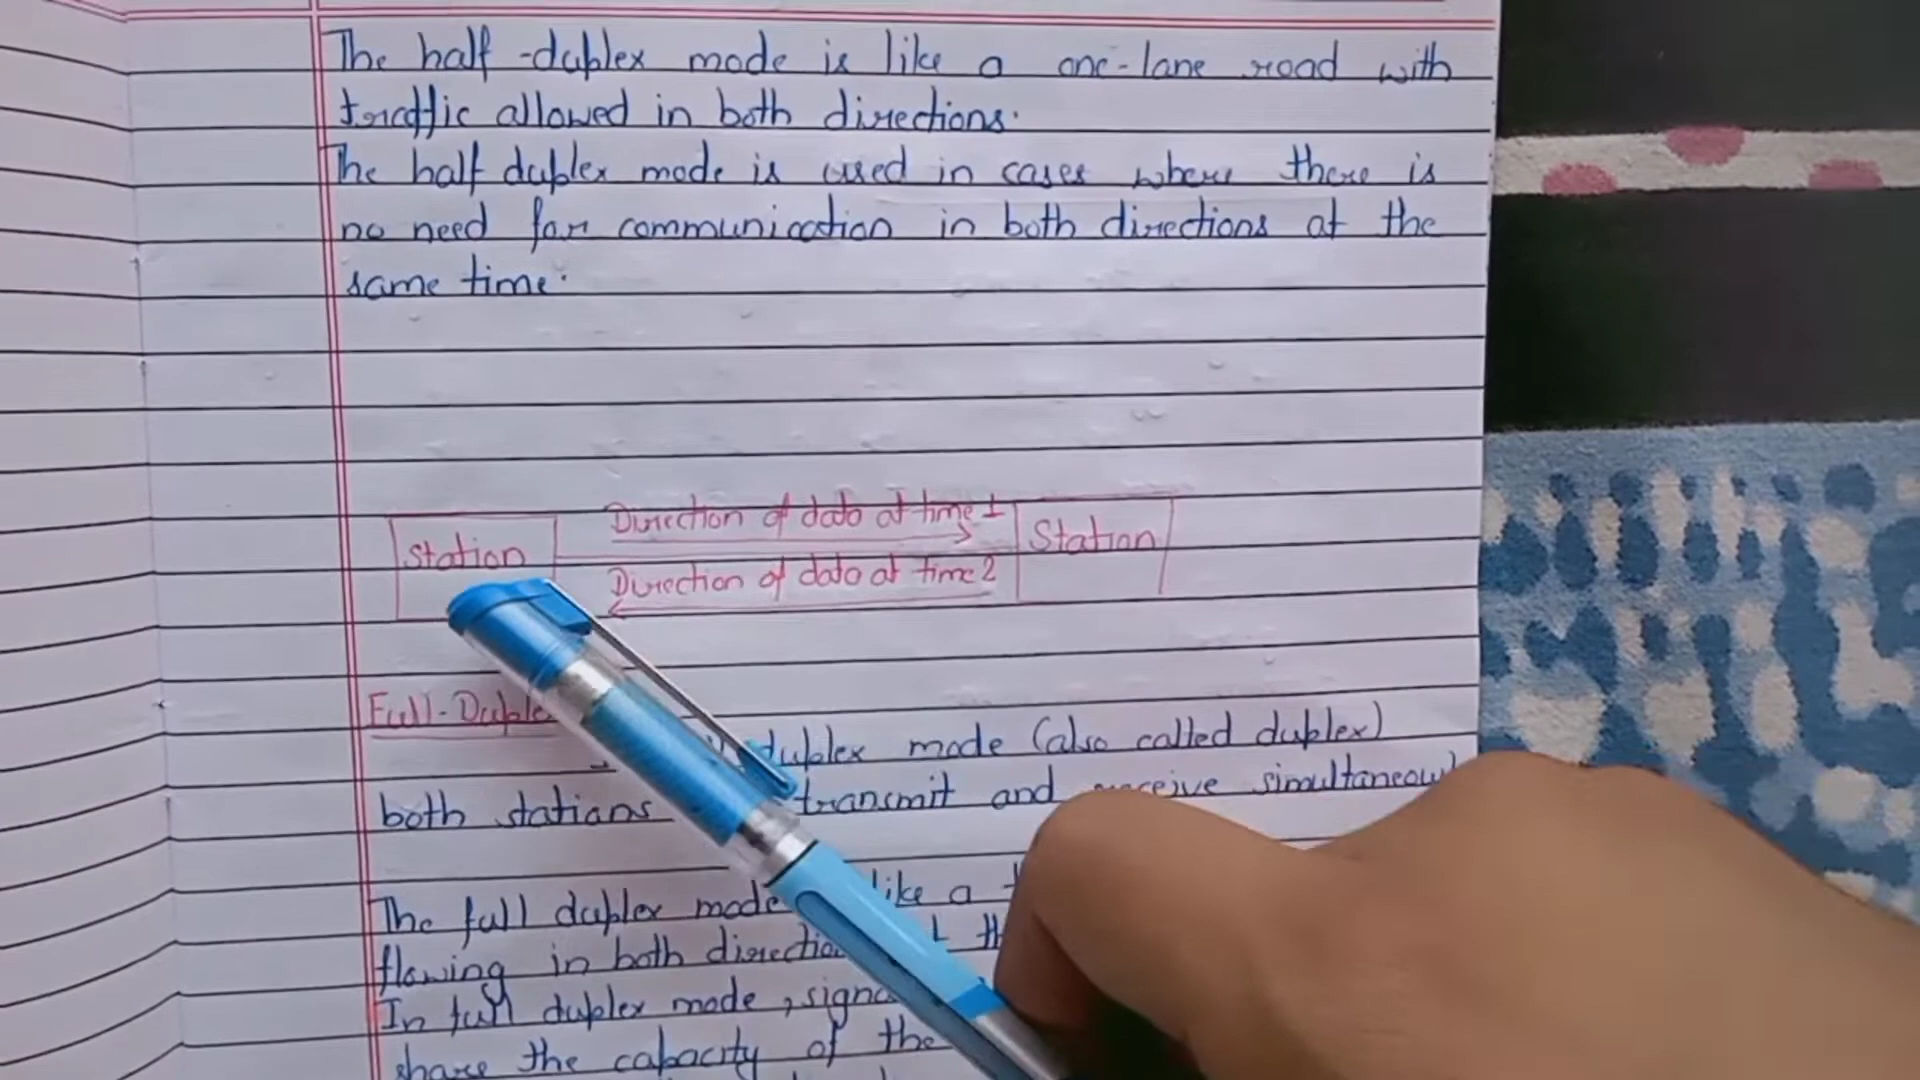 The half-duplex mode is like a one-lane road with
traffic allowed in both directions.
The half duplex mode is used in cases where there is
no need for communication in both directions at the
same time.
Station
Direction of data at time 1
Station
Direction of data at time 2
Full-Duple
duplex mode (also called duplex)
both stations transmit and receive
The full duplex mode like a
flowing in both
In full duplex mode,
share the capacity of the